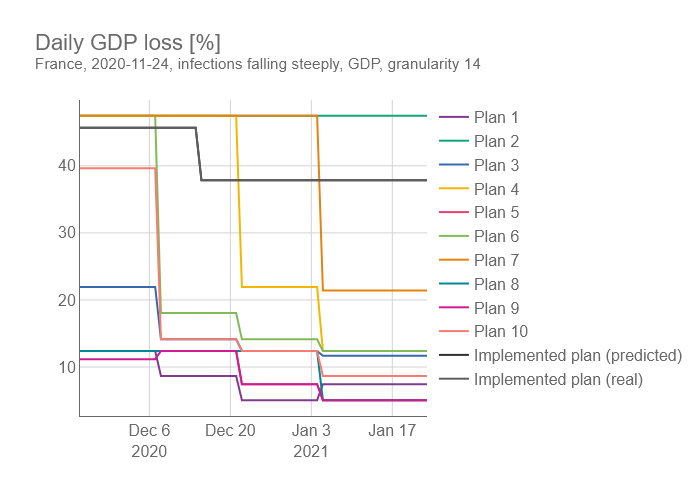 Daily GDP loss [%]
France, 2020-11-24, infections falling steeply, GDP, granularity 14
40
30
20
10
Dec 6
2020
Dec 20
Jan 3
2021
Jan 17
Plan 1
Plan 2
Plan 3
Plan 4
Plan 5
Plan 6
Plan 7
Plan 8
Plan 9
Plan 10
Implemented plan (predicted)
Implemented plan (real)